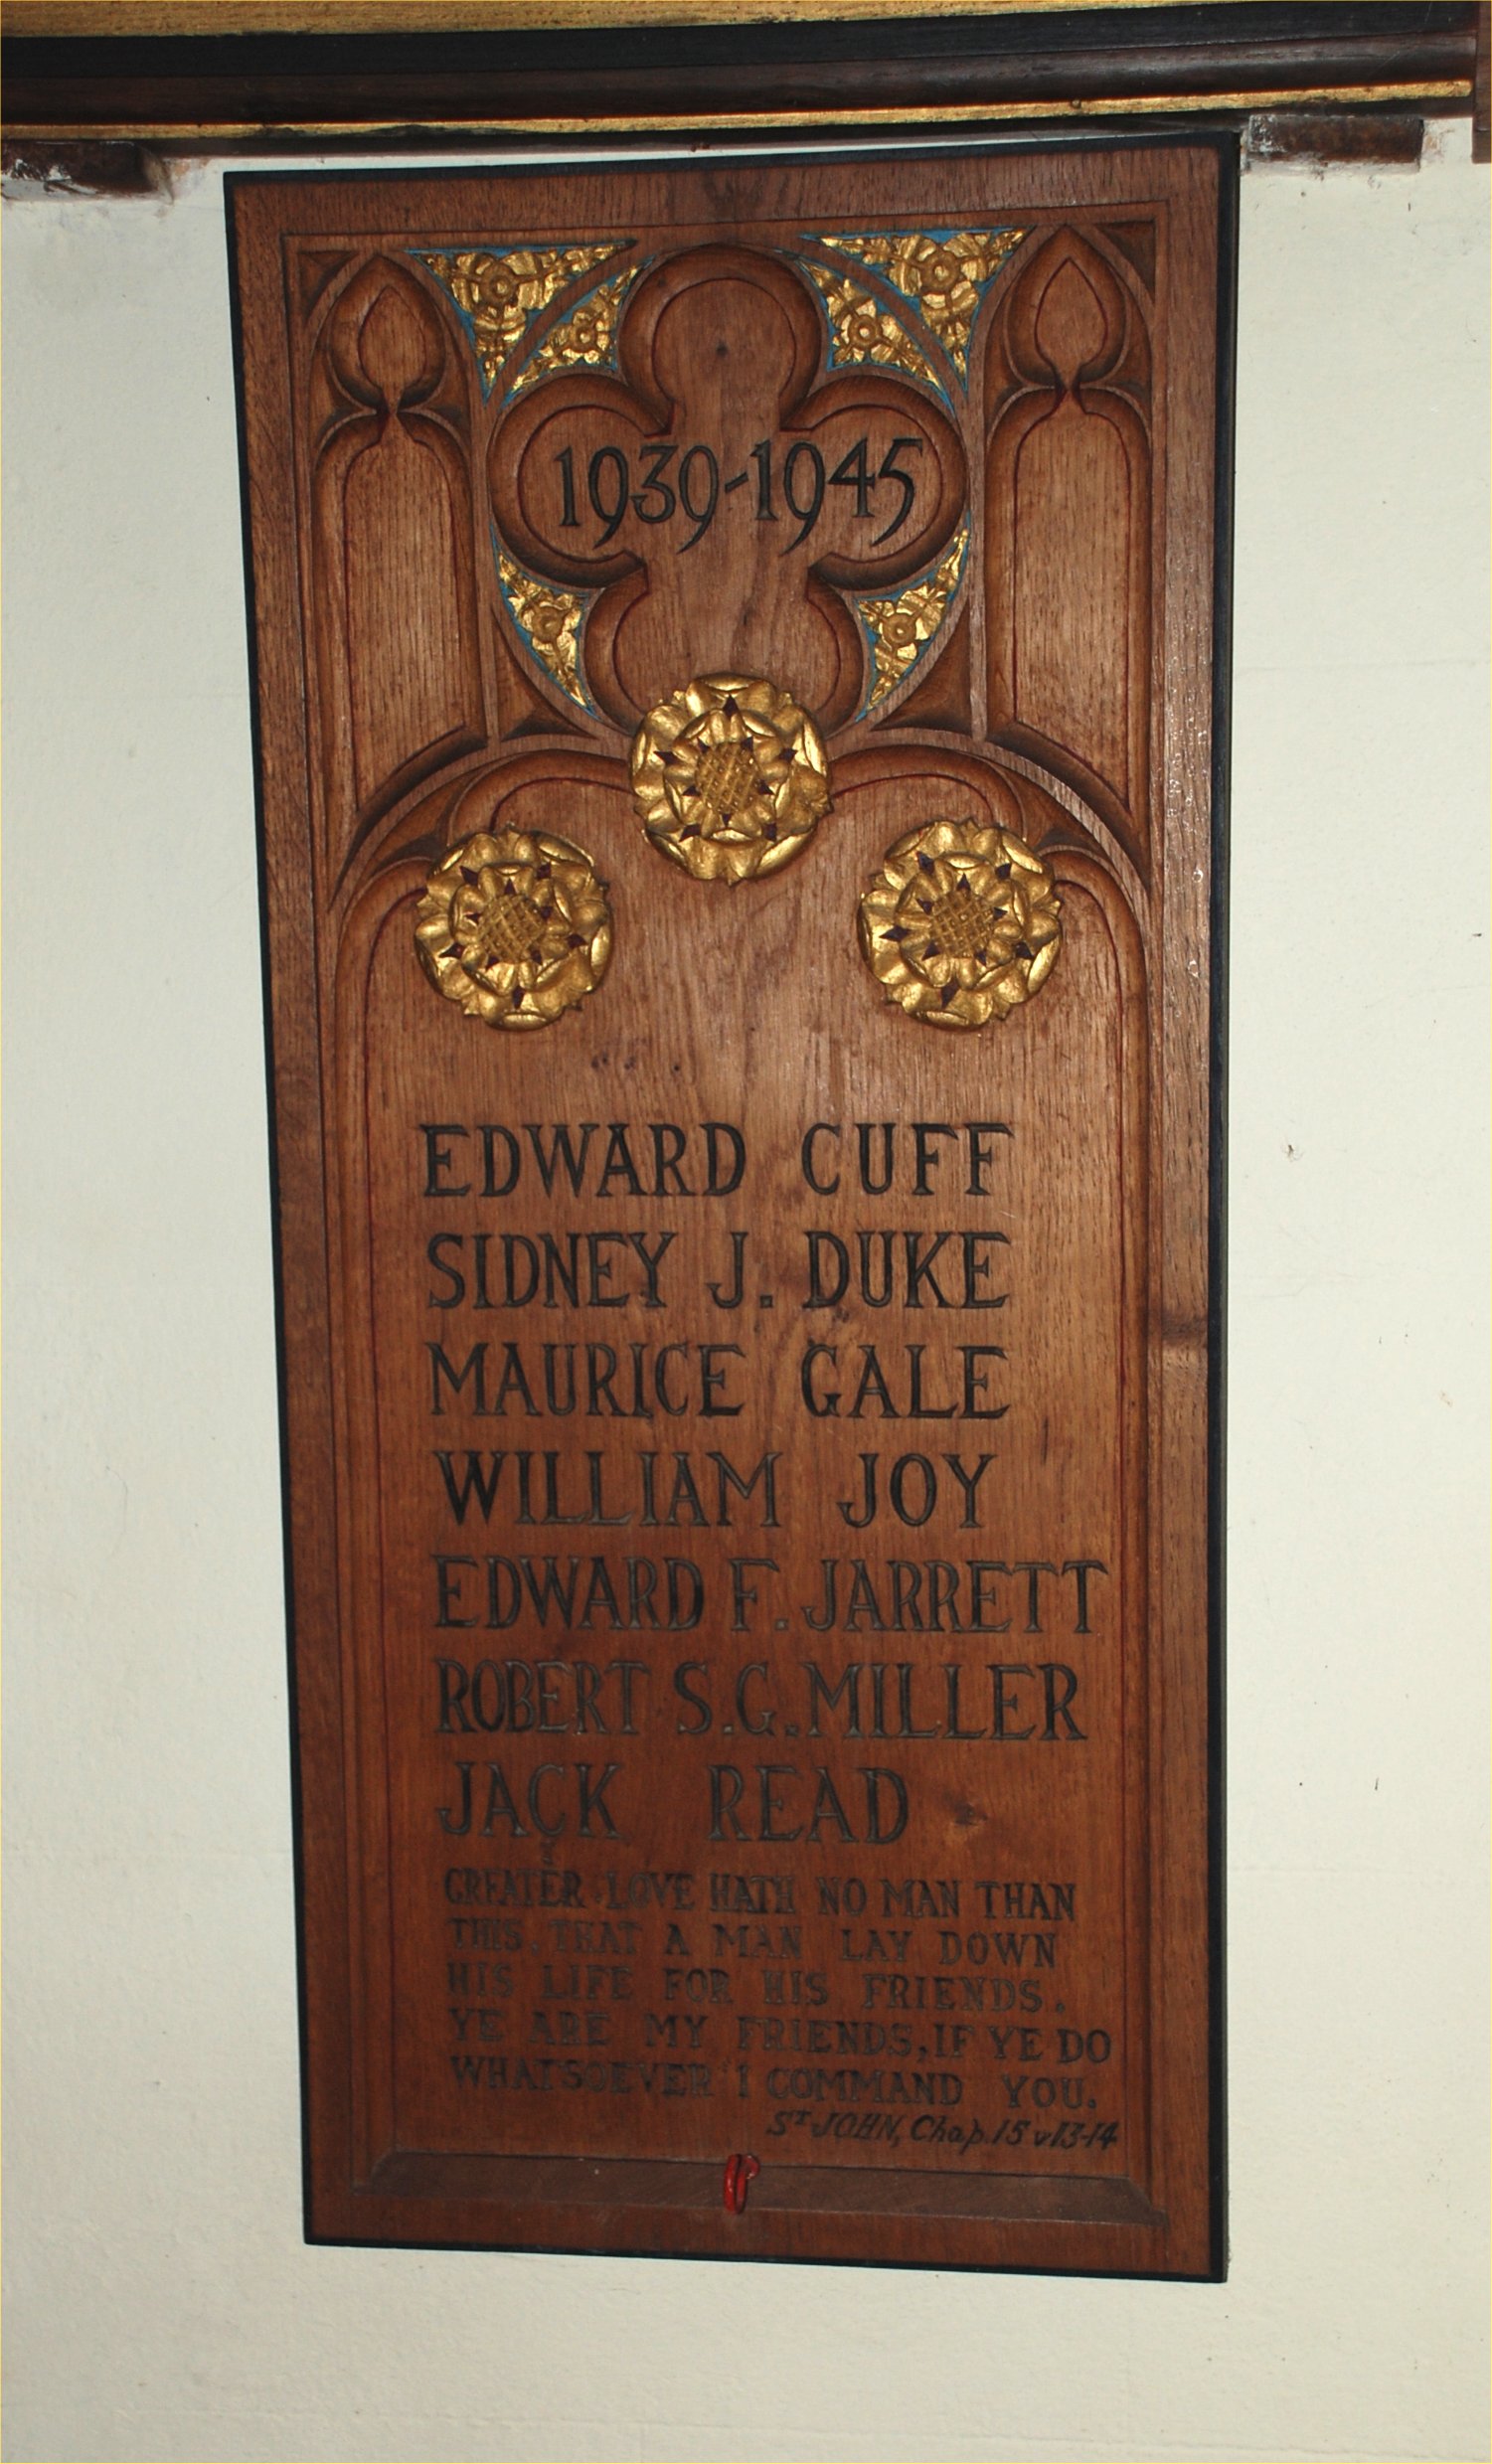 1939-1945
EDWARD CUFF
SIDNEY J. DUKE
MAURICE GALE
WILLIAM JOY
EDWARD F. JARRETT
ROBERT S.G. MILLER
JACK READ
GREATER LOVE HATH NO MAN THAN
THIS, THAT A MAN LAY DOWN
HIS LIFE FOR HIS FRIENDS.
YE ARE MY FRIENDS, IF YE DO
WHATSOEVER I COMMAND YOU.
ST JOHN, Chap. 15 v13-14